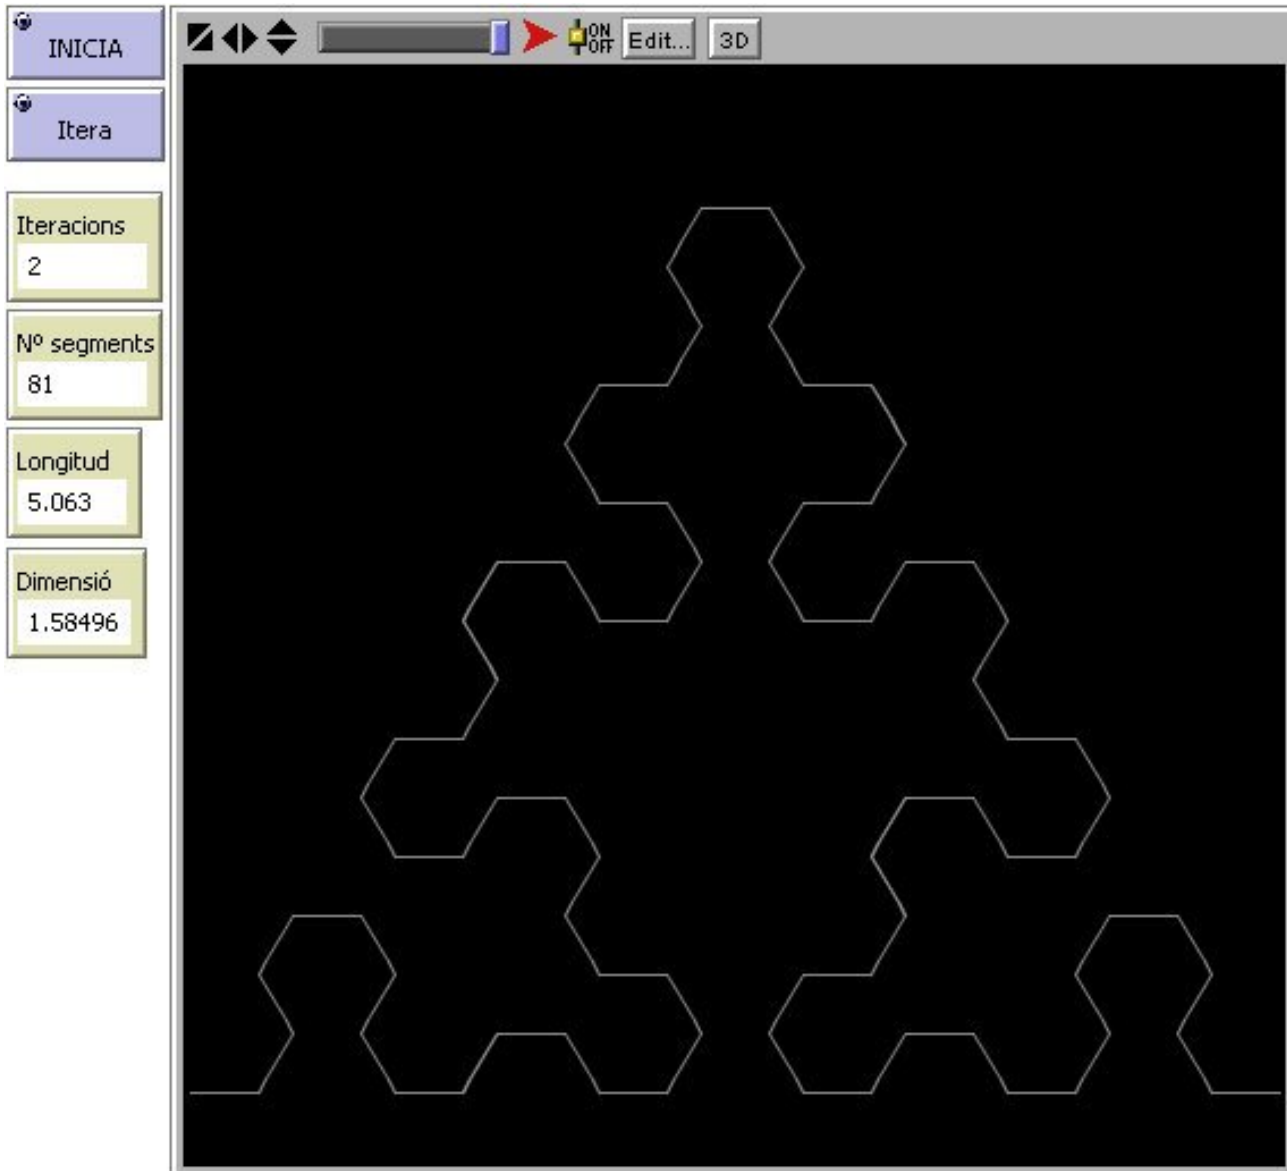 INICIA
ON
OFF
Edit...
3D
Itera
Iteracions
2
Nº segments
81
Longitud
5.063
Dimensió
1.58496